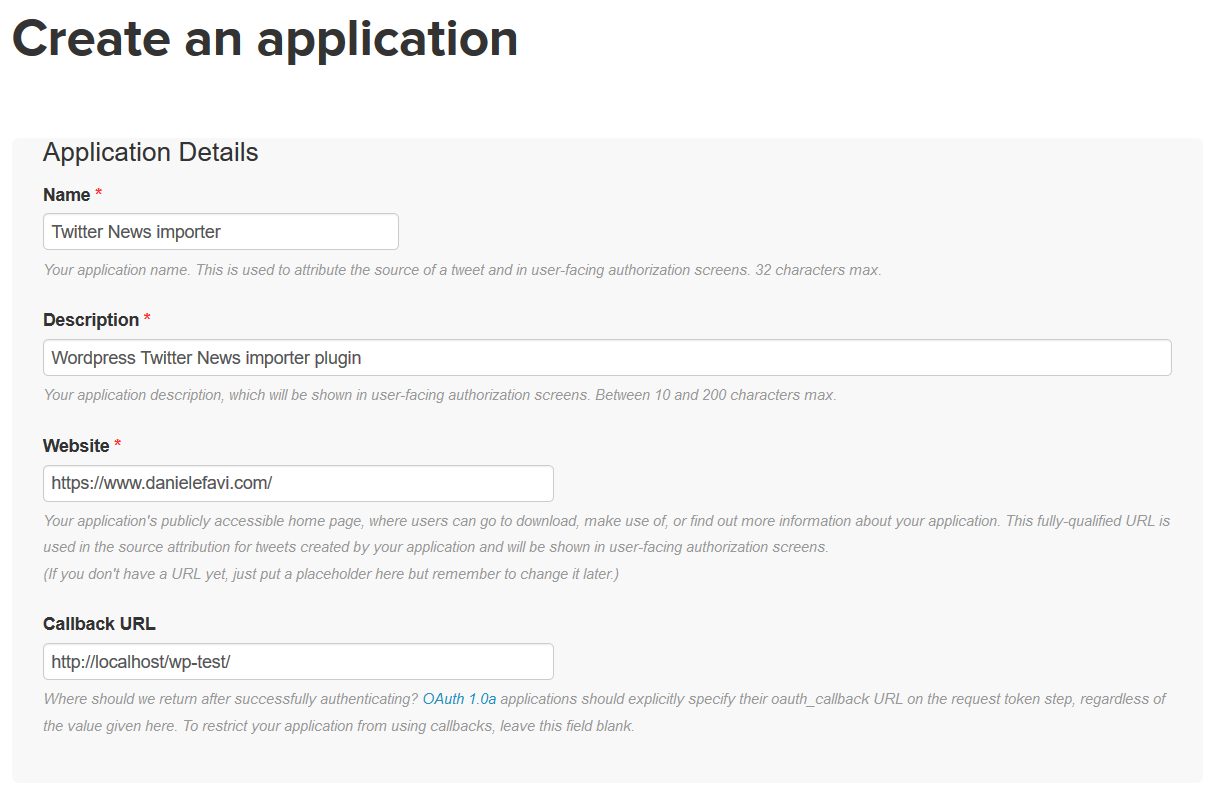 Create an application
Application Details
Name *
Twitter News importer
Your application name. This is used to attribute the source of a tweet and in user-facing authorization screens. 32 characters max.
Description *
Wordpress Twitter News importer plugin
Your application description, which will be shown in user-facing authorization screens. Between 10 and 200 characters max.
Website *
https://www.danielefavi.com/
Your application's publicly accessible home page, where users can go to download, make use of, or find out more information about your application. This fully-qualified URL is
used in the source attribution for tweets created by your application and will be shown in user-facing authorization screens.
(If you don't have a URL yet, just put a placeholder here but remember to change it later.)
Callback URL
http://localhost/wp-test/
Where should we return after successfully authenticating? OAuth 1.0a applications should explicitly specify their oauth_callback URL on the request token step, regardless of
the value given here. To restrict your application from using callbacks, leave this field blank.